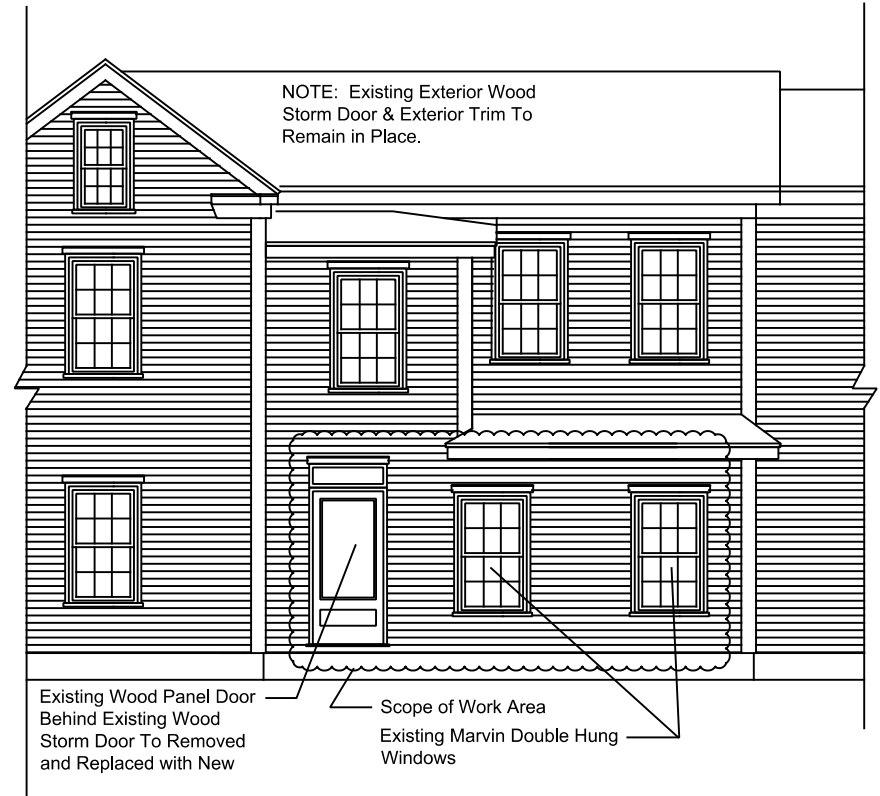 NOTE: Existing Exterior Wood
Storm Door & Exterior Trim To
Remain in Place.
Existing Wood Panel Door
Behind Existing Wood
Storm Door To Removed
and Replaced with New
Scope of Work Area
Existing Marvin Double Hung
Windows